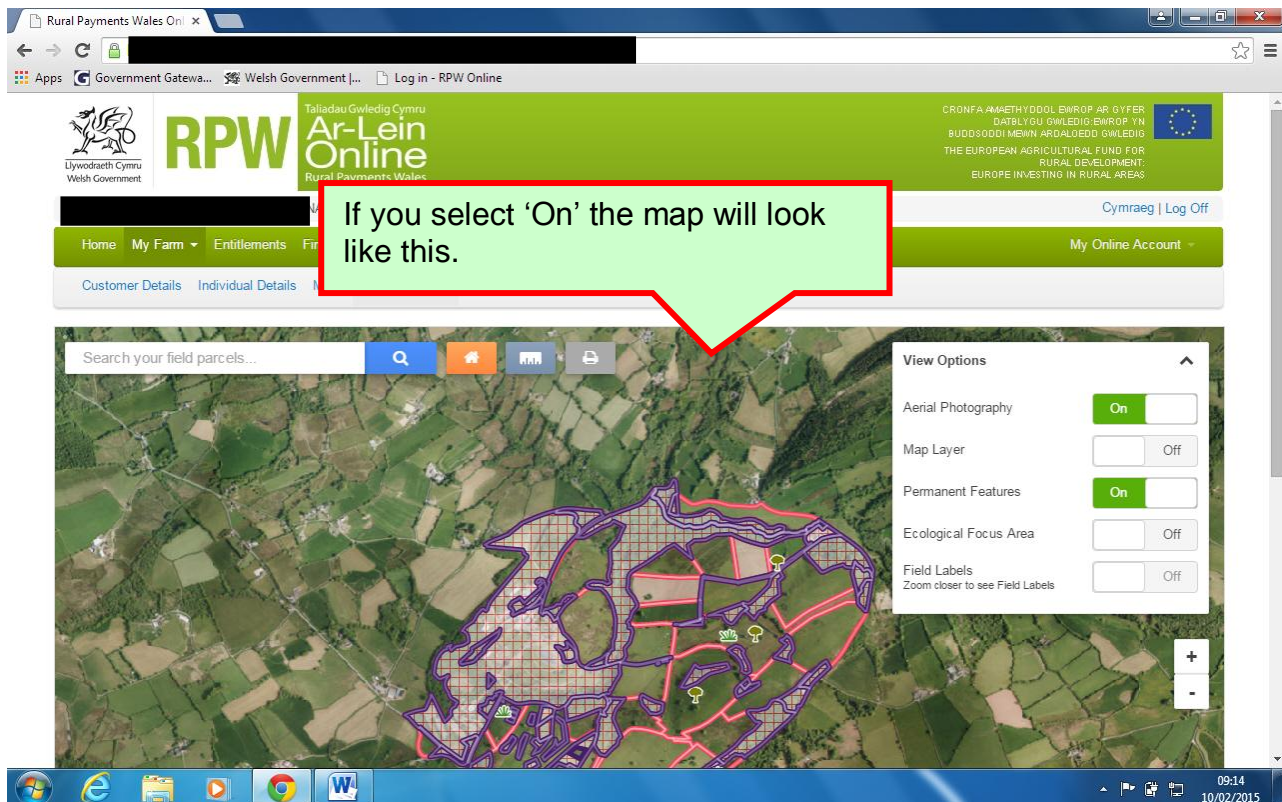 Rural Payments Wales Onl
Apps Government Gatewa... Welsh Government |... Log in - RPW Online
Llywodraeth Cymru
Welsh Government
RPW
Taliadau Gwledig Cymru
Ar-Lein
Online
Rural Payments Wales
CRONFA AMAETHYDDOL EWROP AR GYFER
DATBLYGU GWLEDIG: EWROP YN
BUDDSODDI MEWN ARDALOEDD GWLEDIG
THE EUROPEAN AGRICULTURAL FUND FOR
RURAL DEVELOPMENT:
EUROPE INVESTING IN RURAL AREAS
Cymraeg | Log Off
If you select ‘On’ the map will look
like this.
Home My Farm Entitlements
My Online Account
Customer Details Individual Details
Search your field parcels...
View Options
Aerial Photography On
Map Layer Off
Permanent Features On
Ecological Focus Area Off
Field Labels Off
Zoom closer to see Field Labels
+
-
09:14
10/02/2015